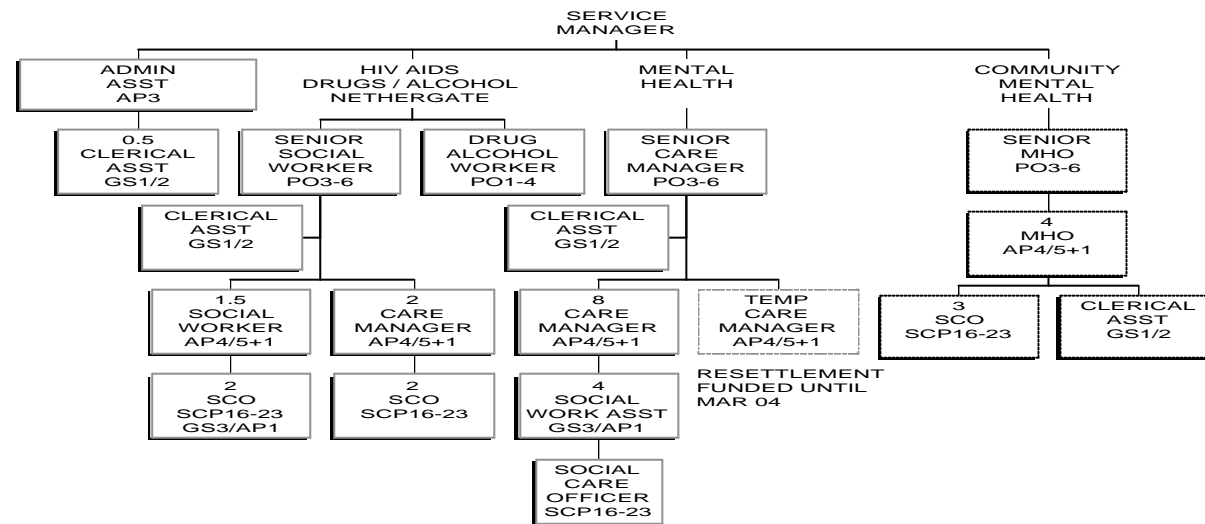 SERVICE
MANAGER
ADMIN
ASST
AP3
HIV AIDS
DRUGS / ALCOHOL
NETHERGATE
MENTAL
HEALTH
COMMUNITY
MENTAL
HEALTH
0.5
CLERICAL
ASST
GS1/2
SENIOR
SOCIAL
WORKER
PO3-6
DRUG
ALCOHOL
WORKER
PO1-4
SENIOR
CARE
MANAGER
PO3-6
SENIOR
MHO
PO3-6
CLERICAL
ASST
GS1/2
CLERICAL
ASST
GS1/2
4
MHO
AP4/5+1
1.5
SOCIAL
WORKER
AP4/5+1
2
CARE
MANAGER
AP4/5+1
8
CARE
MANAGER
AP4/5+1
TEMP
CARE
MANAGER
AP4/5+1
3
SCO
SCP16-23
CLERICAL
ASST
GS1/2
RESETTLEMENT
FUNDED UNTIL
MAR 04
2
SCO
SCP16-23
GS3/AP1
2
SCO
SCP16-23
4
SOCIAL
WORK ASST
GS3/AP1
SOCIAL
CARE
OFFICER
SCP16-23